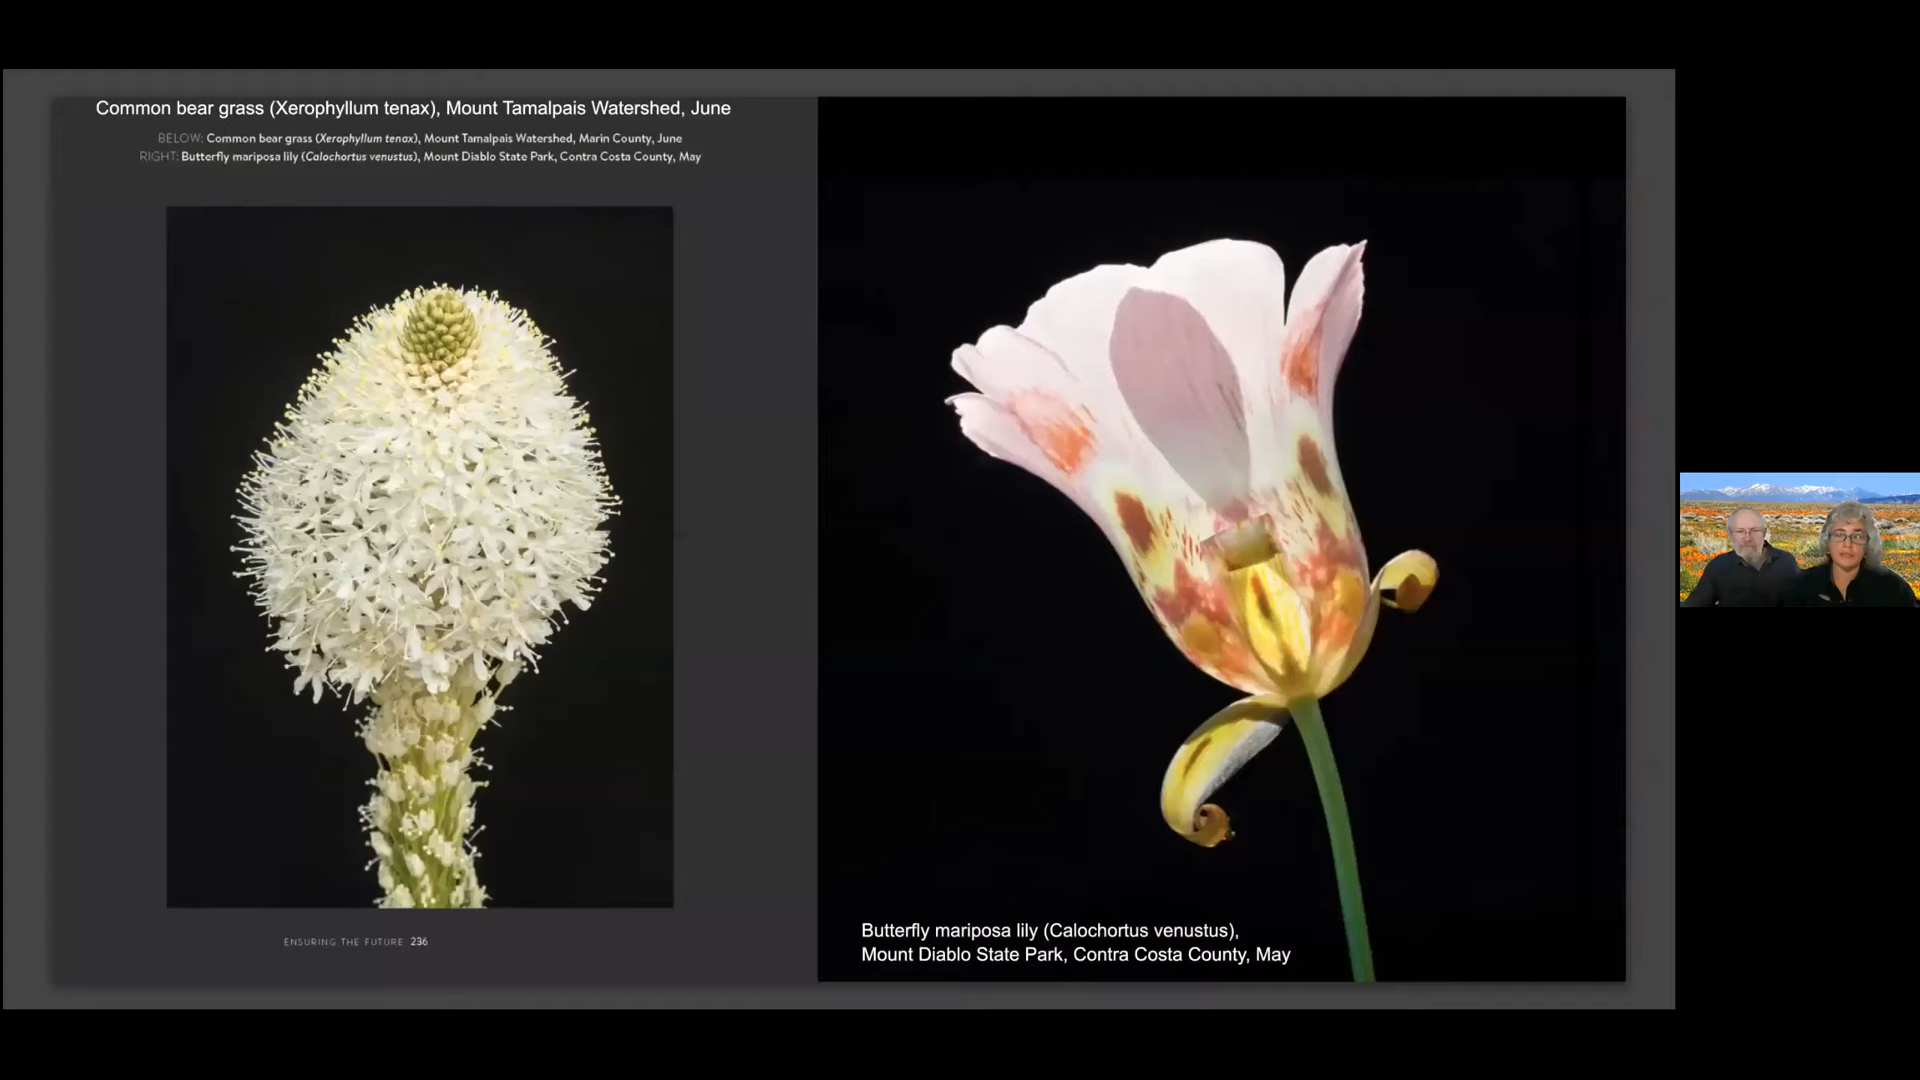 Common bear grass (Xerophyllum tenax), Mount Tamalpais Watershed, June
BELOW: Common bear grass (Xerophyllum tenax), Mount Tamalpais Watershed, Marin County, June
RIGHT: Butterfly mariposa lily (Calochortus venustus), Mount Diablo State Park, Contra Costa County, May
ENSURING THE FUTURE 236
Butterfly mariposa lily (Calochortus venustus),
Mount Diablo State Park, Contra Costa County, May